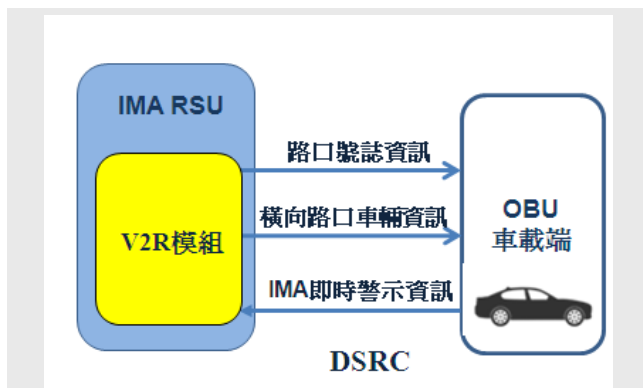 IMA RSU
V2R模組
路口號誌資訊
橫向路口車輛資訊
IMA即時警示資訊
OBU
車載端
DSRC